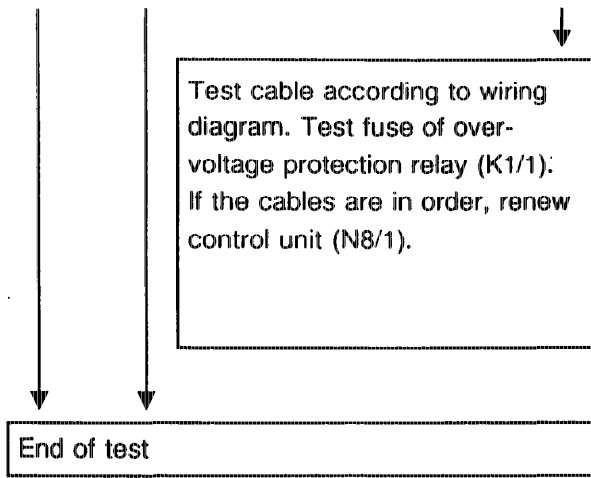 Test cable according to wiring
diagram. Test fuse of over-
voltage protection relay (K1/1).
If the cables are in order, renew
control unit (N8/1).
End of test